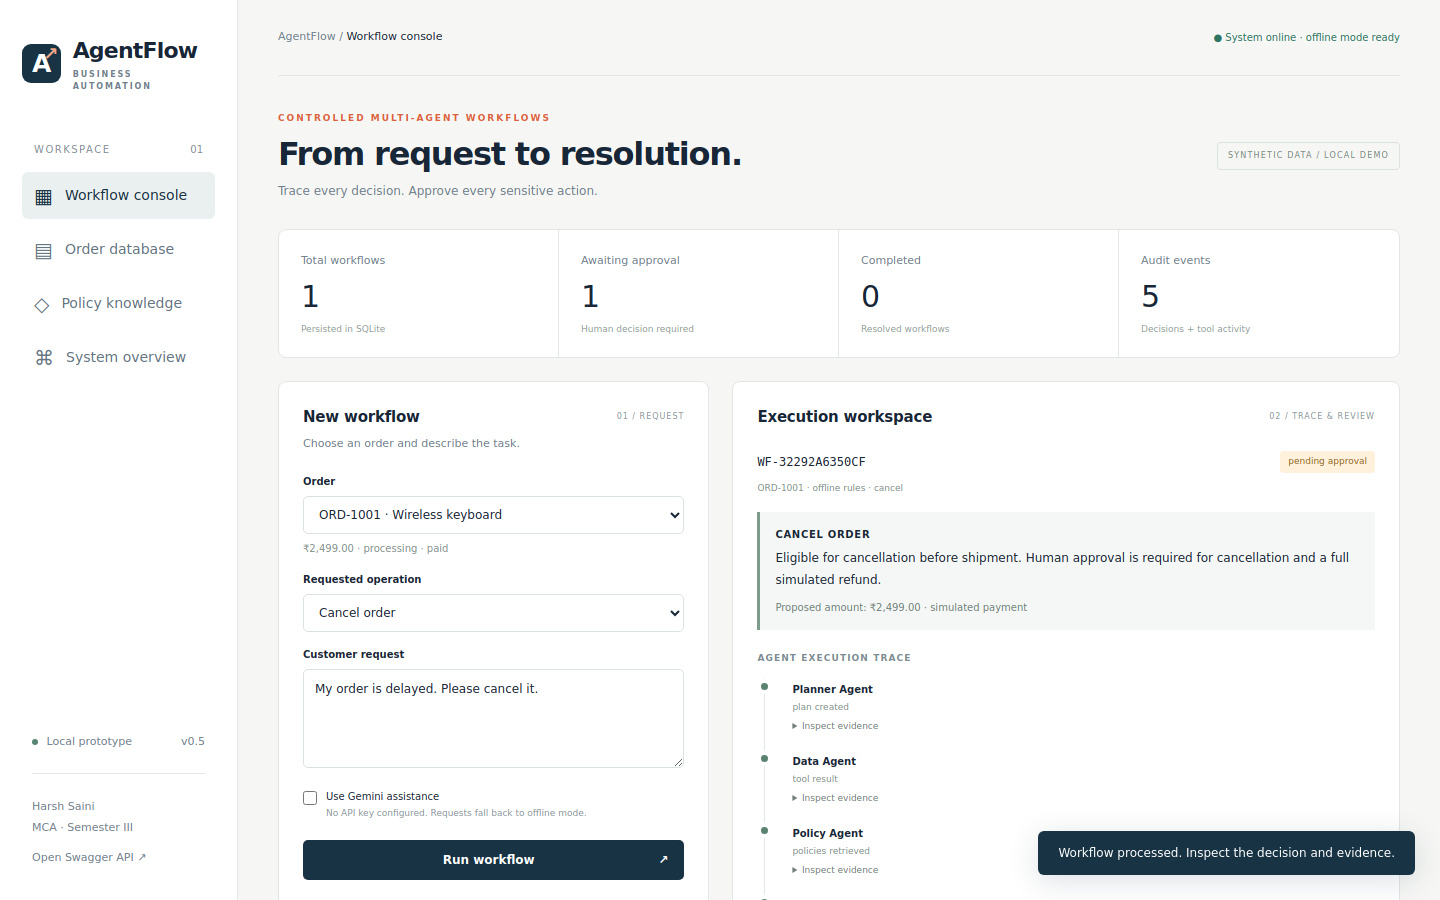 A
AgentFlow
BUSINESS
AUTOMATION
WORKSPACE 01
Workflow console
Order database
Policy knowledge
System overview
Local prototype v0.5
Harsh Saini
MCA · Semester III
Open Swagger API ↗
AgentFlow / Workflow console
System online · offline mode ready
CONTROLLED MULTI-AGENT WORKFLOWS
From request to resolution.
Trace every decision. Approve every sensitive action.
SYNTHETIC DATA / LOCAL DEMO
Total workflows
1
Persisted in SQLite
Awaiting approval
1
Human decision required
Completed
0
Resolved workflows
Audit events
5
Decisions + tool activity
New workflow 01 / REQUEST
Choose an order and describe the task.
Order
ORD-1001 · Wireless keyboard
₹2,499.00 · processing · paid
Requested operation
Cancel order
Customer request
My order is delayed. Please cancel it.
Use Gemini assistance
No API key configured. Requests fall back to offline mode.
Run workflow ↗
Execution workspace 02 / TRACE & REVIEW
WF-32292A6350CF pending approval
ORD-1001 · offline rules · cancel
CANCEL ORDER
Eligible for cancellation before shipment. Human approval is required for cancellation and a full
simulated refund.
Proposed amount: ₹2,499.00 · simulated payment
AGENT EXECUTION TRACE
Planner Agent
plan created
Inspect evidence
Data Agent
tool result
Inspect evidence
Policy Agent
policies retrieved
Inspect evidence
Workflow processed. Inspect the decision and evidence.